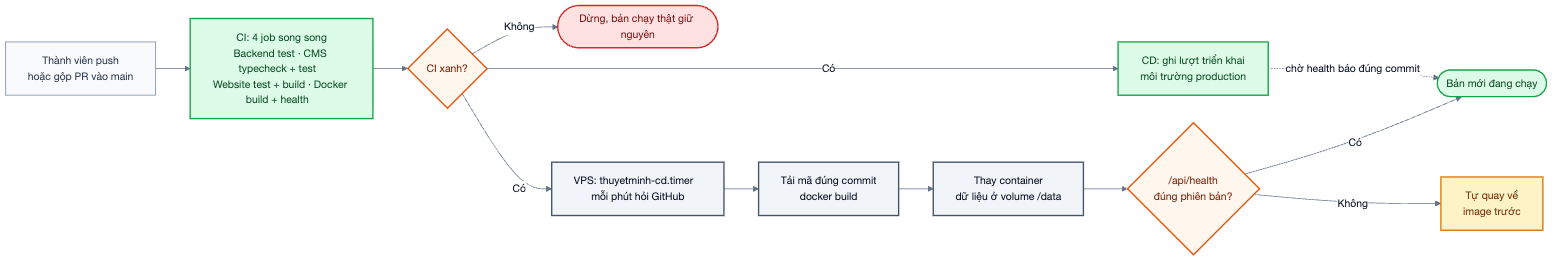 Thành viên push
hoặc gộp PR vào main
CI: 4 job song song
Backend test · CMS
typecheck + test
Website test + build · Docker
build + health
CI xanh?
Không
Dừng, bản chạy thật giữ
nguyên
Có
CD: ghi lượt triển khai
môi trường production
chờ health báo đúng commit
Bản mới đang chạy
Có
VPS: thuyetminh-cd.timer
mỗi phút hỏi GitHub
Tải mã đúng commit
docker build
Thay container
dữ liệu ở volume /data
/api/health
đúng phiên bản?
Có
Không
Tự quay về
image trước